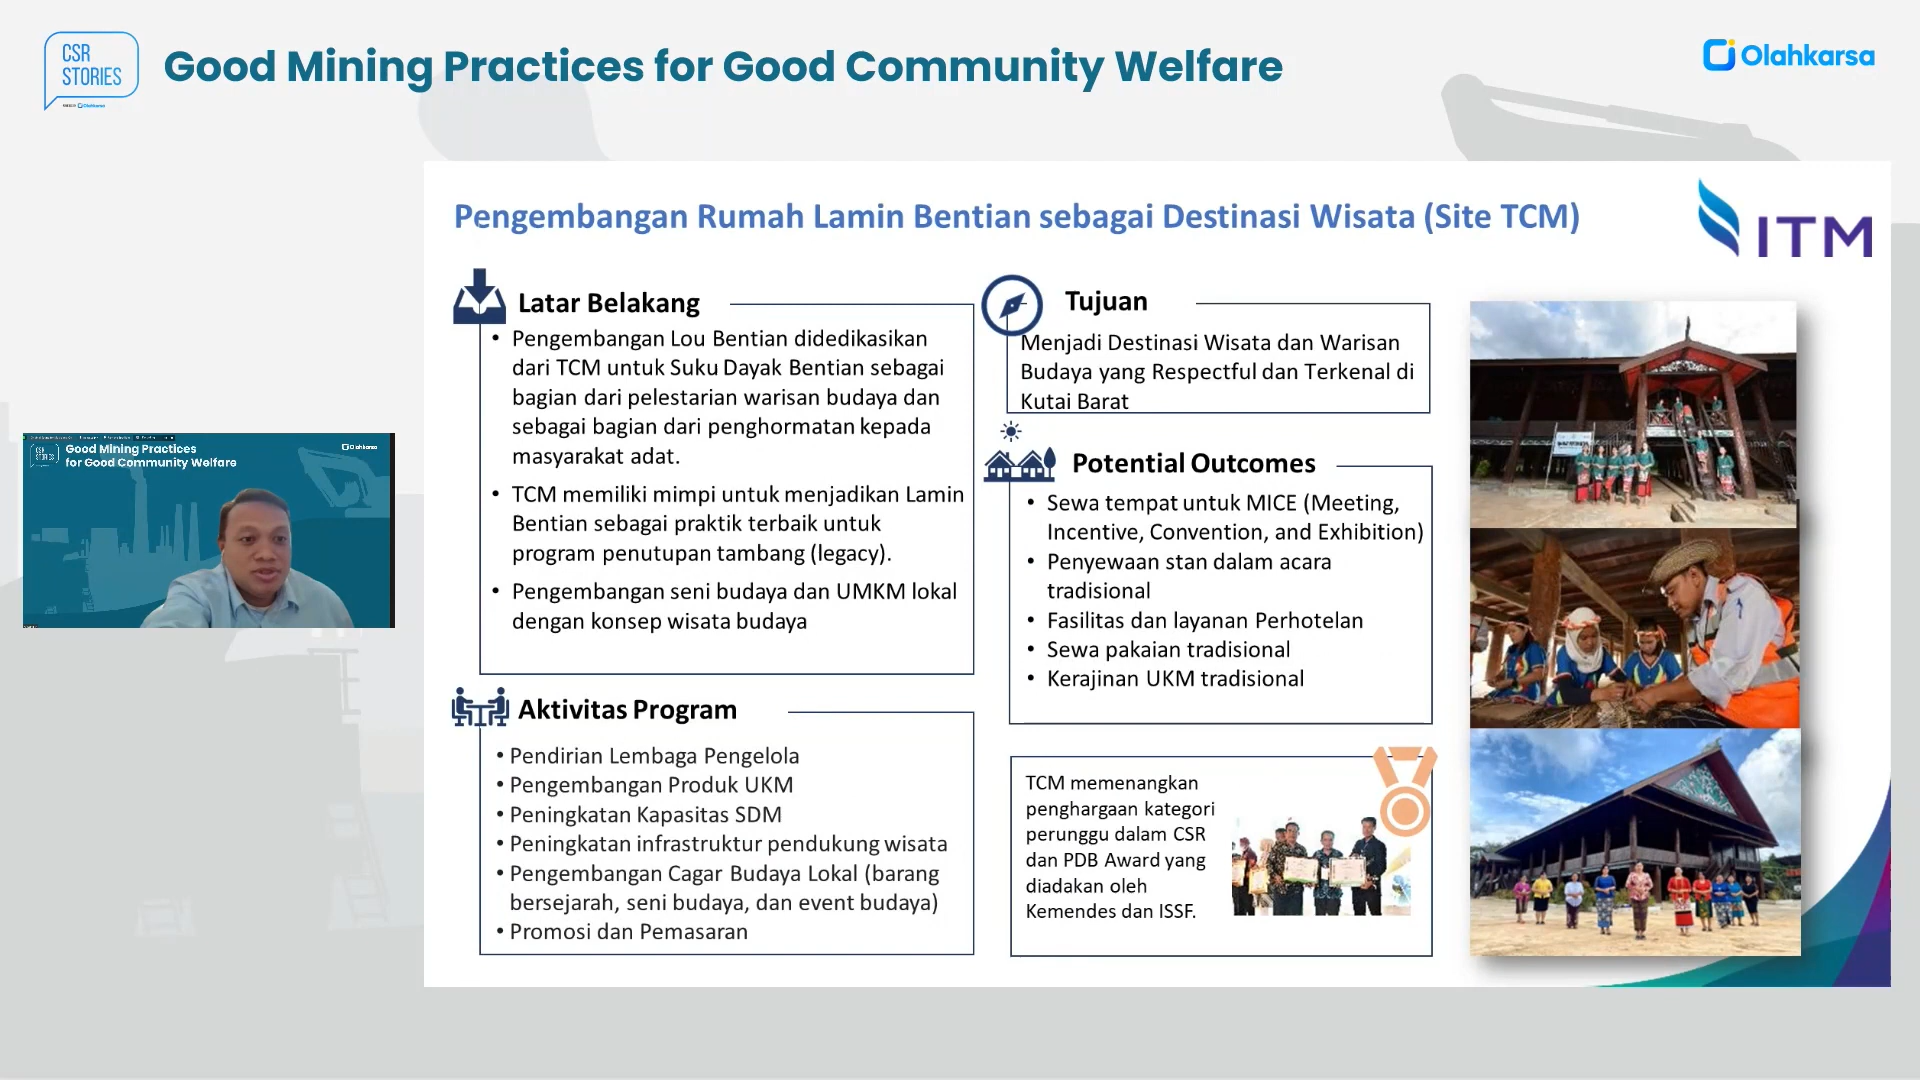 CSR
STORIES
Olahkarsa
Good Mining Practices for Good Community Welfare
Olahkarsa
Pengembangan Rumah Lamin Bentian sebagai Destinasi Wisata (Site TCM)
ITM
Latar Belakang
• Pengembangan Lou Bentian didedikasikan
dari TCM untuk Suku Dayak Bentian sebagai
bagian dari pelestarian warisan budaya dan
sebagai bagian dari penghormatan kepada
masyarakat adat.
• TCM memiliki mimpi untuk menjadikan Lamin
Bentian sebagai praktik terbaik untuk
program penutupan tambang (legacy).
• Pengembangan seni budaya dan UMKM lokal
dengan konsep wisata budaya
Aktivitas Program
• Pendirian Lembaga Pengelola
• Pengembangan Produk UKM
• Peningkatan Kapasitas SDM
• Peningkatan infrastruktur pendukung wisata
• Pengembangan Cagar Budaya Lokal (barang
bersejarah, seni budaya, dan event budaya)
• Promosi dan Pemasaran
Tujuan
Menjadi Destinasi Wisata dan Warisan
Budaya yang Respectful dan Terkenal di
Kutai Barat
Potential Outcomes
• Sewa tempat untuk MICE (Meeting,
Incentive, Convention, and Exhibition)
• Penyewaan stan dalam acara
tradisional
• Fasilitas dan layanan Perhotelan
• Sewa pakaian tradisional
• Kerajinan UKM tradisional
TCM memenangkan
penghargaan kategori
perunggu dalam CSR
dan PDB Award yang
diadakan oleh
Kemendes dan ISSF.
CSR
STORIES
Good Mining Practices
for Good Community Welfare
Olahkarsa